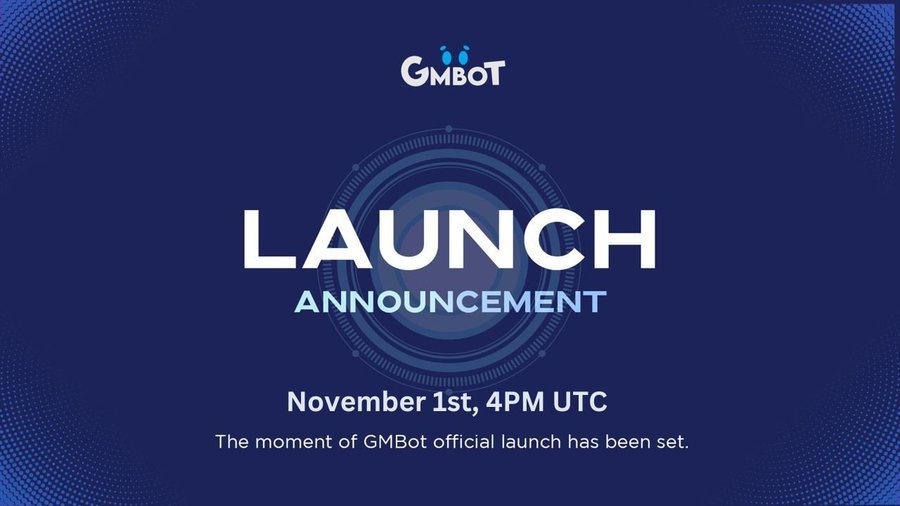 GMBOT
LAUNCH
ANNOUNCEMENT
November 1st, 4PM UTC
The moment of GMBot official launch has been set.